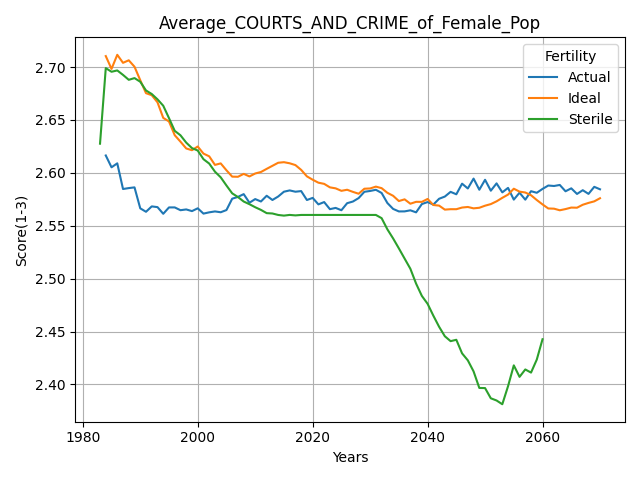 Average_COURTS_AND_CRIME_of_Female_Pop
Fertility
Actual
Ideal
Sterile
Score(1-3)
2.70
2.65
2.60
2.55
2.50
2.45
2.40
1980
2000
2020
2040
2060
Years